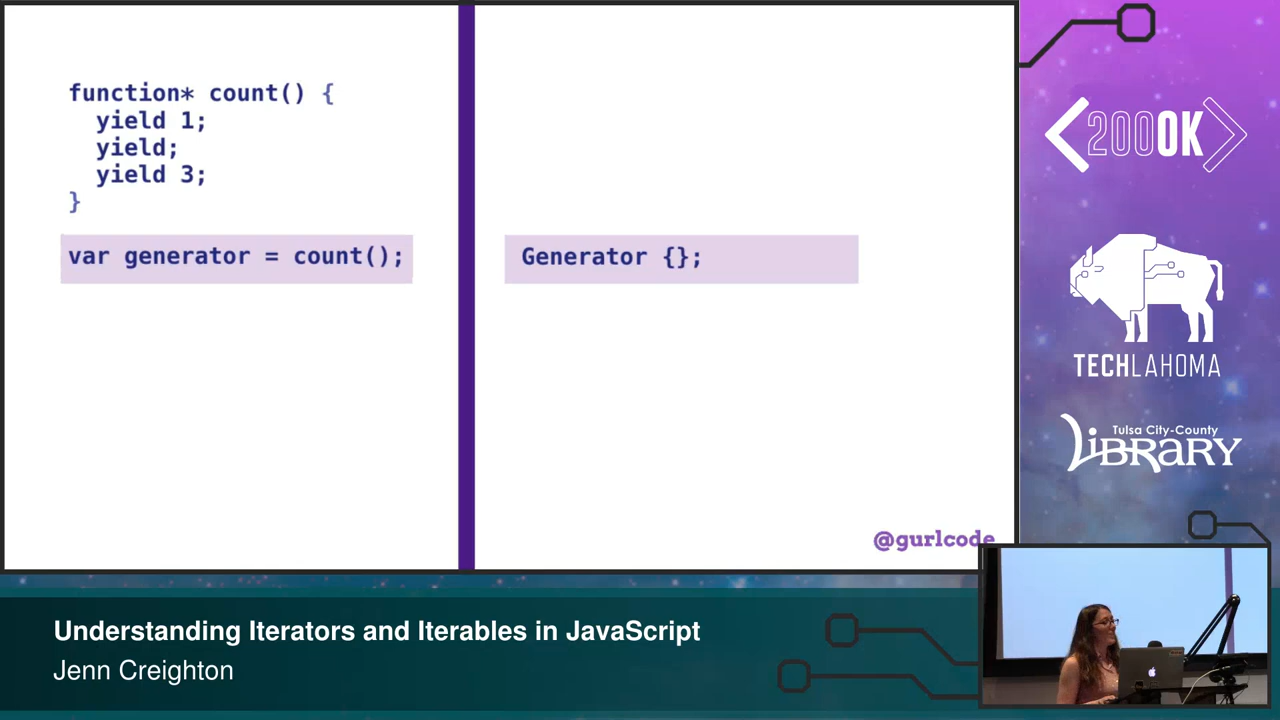 function* count() {
yield 1;
yield;
yield 3;
}
var generator = count();
Generator {};
@gurlcode
200OK
TECHLAHOMA
Tulsa City-County
LiBRARY
Understanding Iterators and Iterables in JavaScript
Jenn Creighton